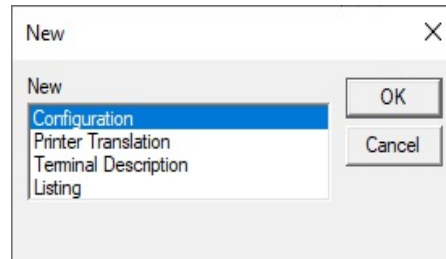 New
New
OK
Configuration
Printer Translation
Cancel
Terminal Description
Listing